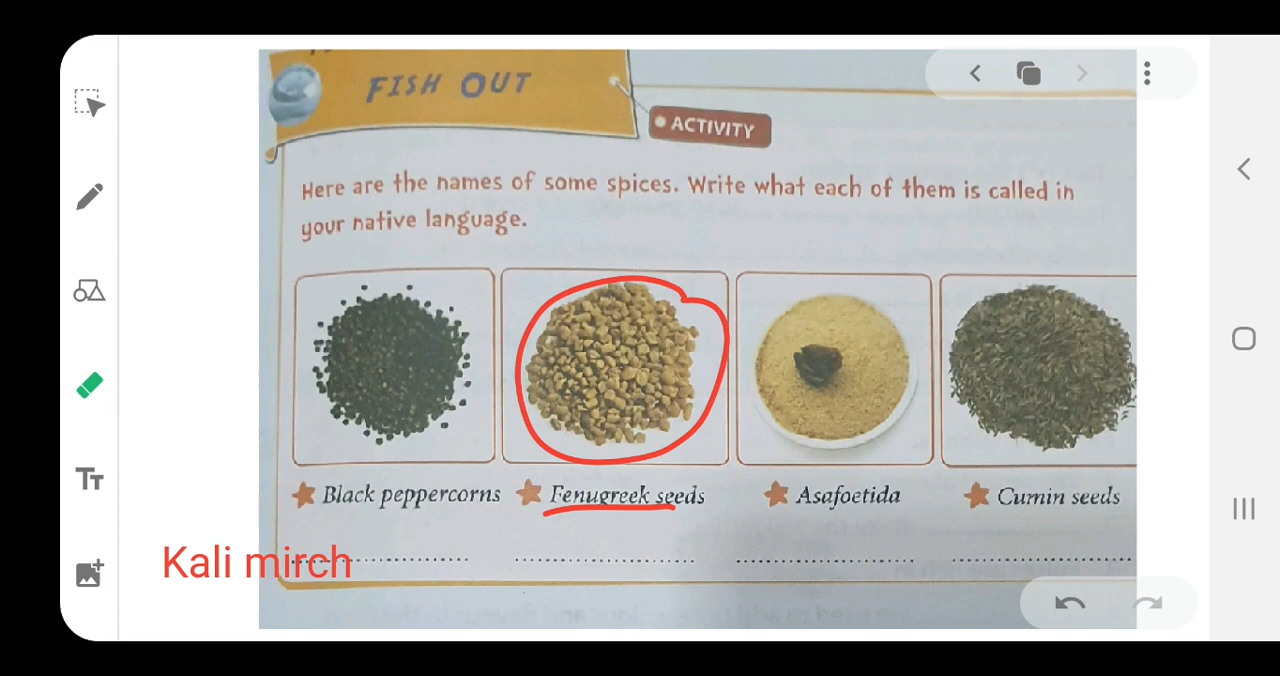 FISH OUT
ACTIVITY
Here are the names of some spices. Write what each of them is called in
your native language.
Black peppercorns
Fenugreek seeds
Asafoetida
Cumin seeds
Kali mirch
Tт